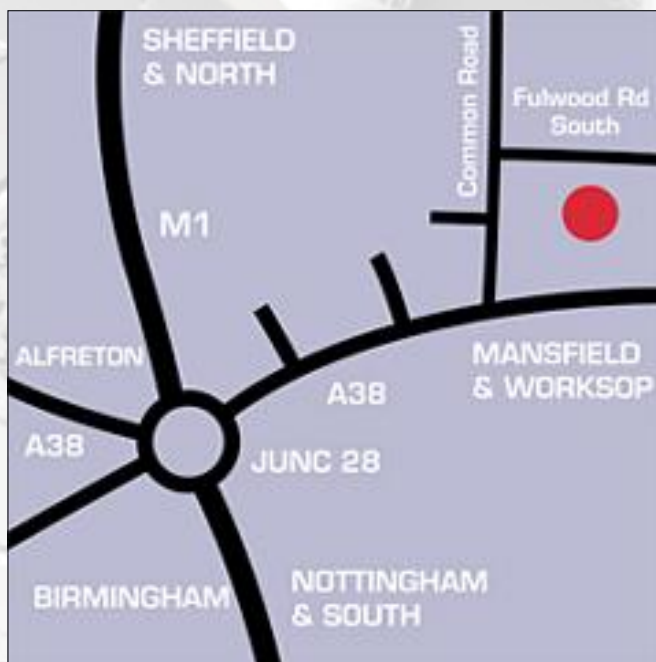 SHEFFIELD
& NORTH
Common Road
Fulwood Rd
South
M1
ALFRETON
A38
MANSFIELD
& WORKSOP
A38
JUNC 28
BIRMINGHAM
NOTTINGHAM
& SOUTH